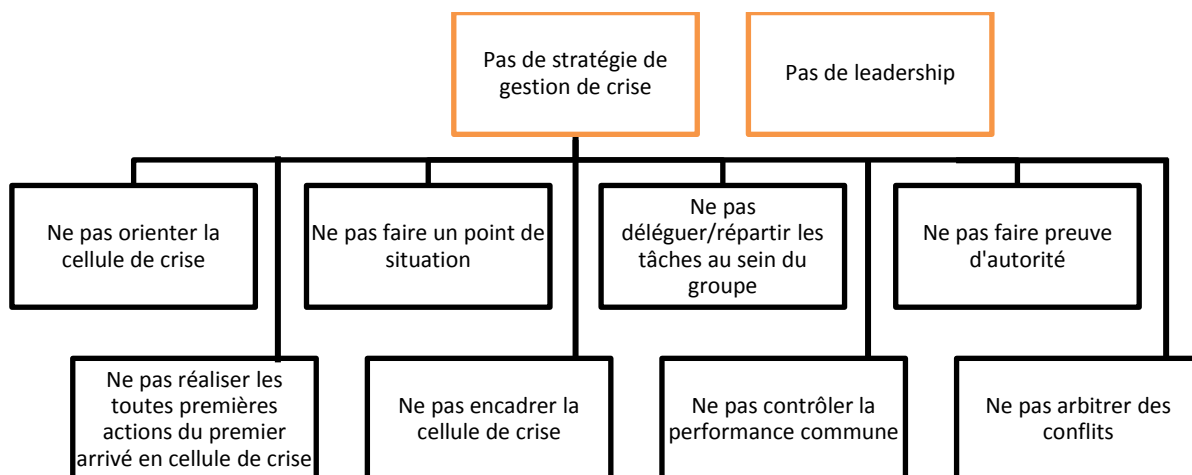 Pas de stratégie de
gestion de crise
Pas de leadership
Ne pas orienter la
cellule de crise
Ne pas faire un point de
situation
Ne pas
déléguer/répartir les
tâches au sein du
groupe
Ne pas faire preuve
d'autorité
Ne pas réaliser les
toutes premières
actions du premier
arrivé en cellule de crise
Ne pas encadrer la
cellule de crise
Ne pas contrôler la
performance commune
Ne pas arbitrer des
conflits